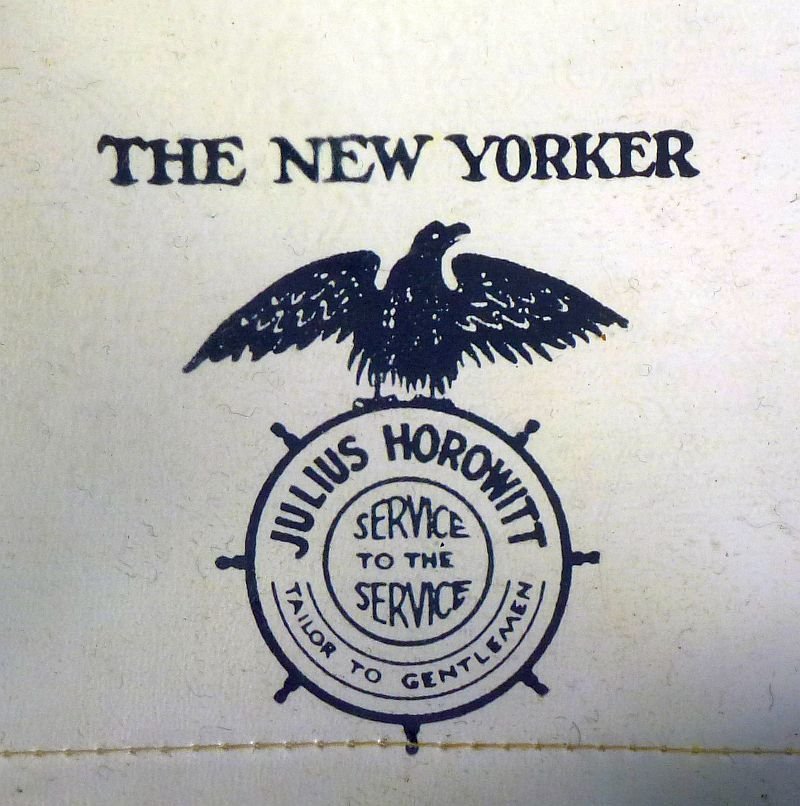 THE NEW YORKER
JULIUS HOROWITT
SERVICE
TO THE
SERVICE
TAILOR TO GENTLEMEN